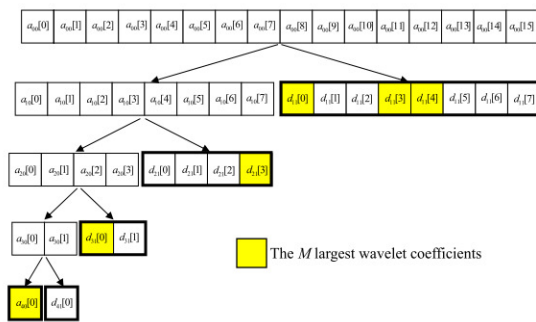 a₀₀[0] a₀₀[1] a₀₀[2] a₀₀[3] a₀₀[4] a₀₀[5] a₀₀[6] a₀₀[7] a₀₀[8] a₀₀[9] a₀₀[10] a₀₀[11] a₀₀[12] a₀₀[13] a₀₀[14] a₀₀[15]
a₁₀[0] a₁₀[1] a₁₀[2] a₁₀[3] a₁₀[4] a₁₀[5] a₁₀[6] a₁₀[7] d₁₁[0] d₁₁[1] d₁₁[2] d₁₁[3] d₁₁[4] d₁₁[5] d₁₁[6] d₁₁[7]
a₂₀[0] a₂₀[1] a₂₀[2] a₂₀[3] d₂₁[0] d₂₁[1] d₂₁[2] d₂₁[3]
a₃₀[0] a₃₀[1] d₃₁[0] d₃₁[1]
The M largest wavelet coefficients
a₄₀[0] d₄₁[0]